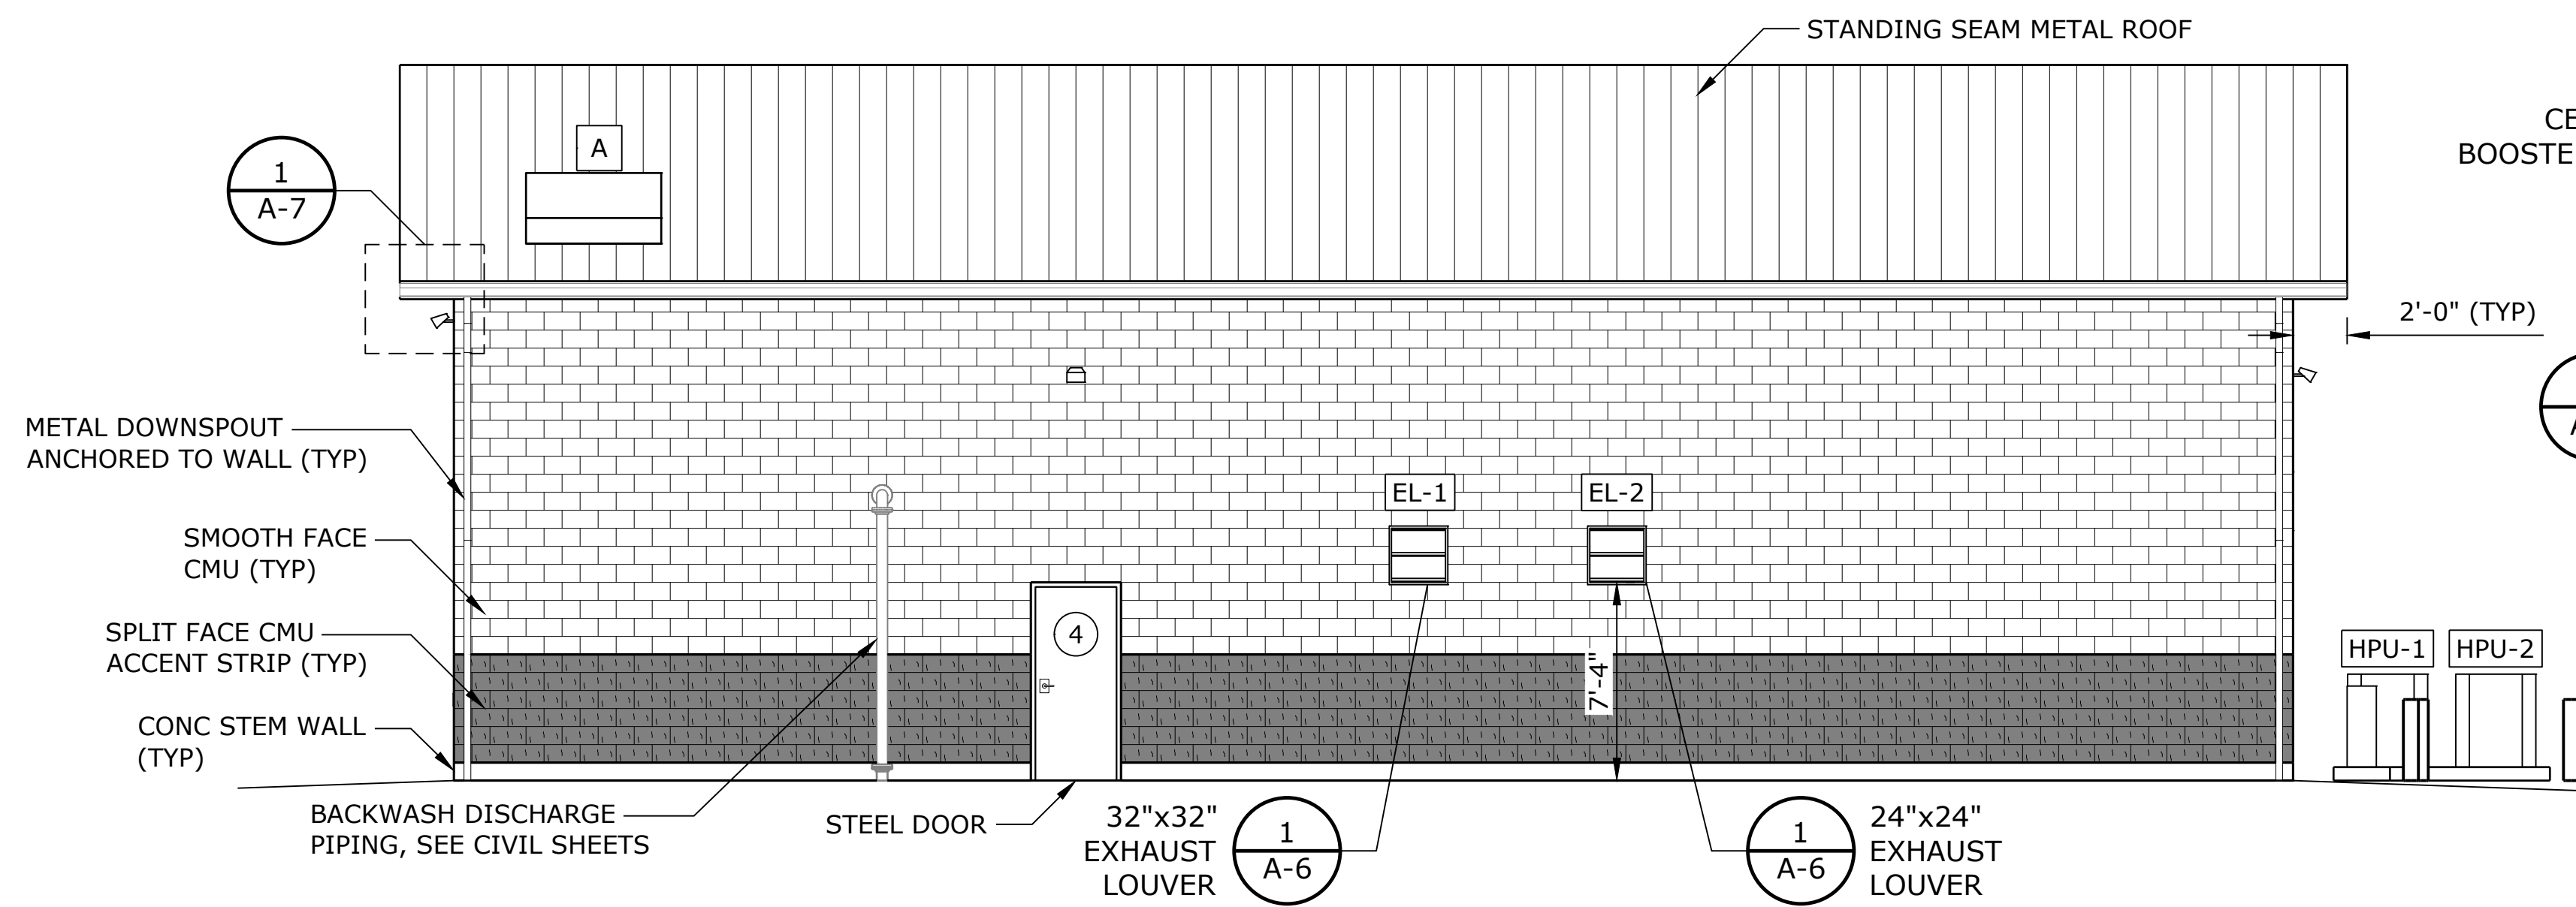 STANDING SEAM METAL ROOF
A
1
A-7
2'-0" (TYP)
METAL DOWNSPOUT
ANCHORED TO WALL (TYP)
EL-1
EL-2
SMOOTH FACE
CMU (TYP)
SPLIT FACE CMU
ACCENT STRIP (TYP)
4
7'-4"
HPU-1
HPU-2
CONC STEM WALL
(TYP)
BACKWASH DISCHARGE
PIPING, SEE CIVIL SHEETS
STEEL DOOR
32"x32"
EXHAUST
LOUVER
1
A-6
1
A-6
24"x24"
EXHAUST
LOUVER